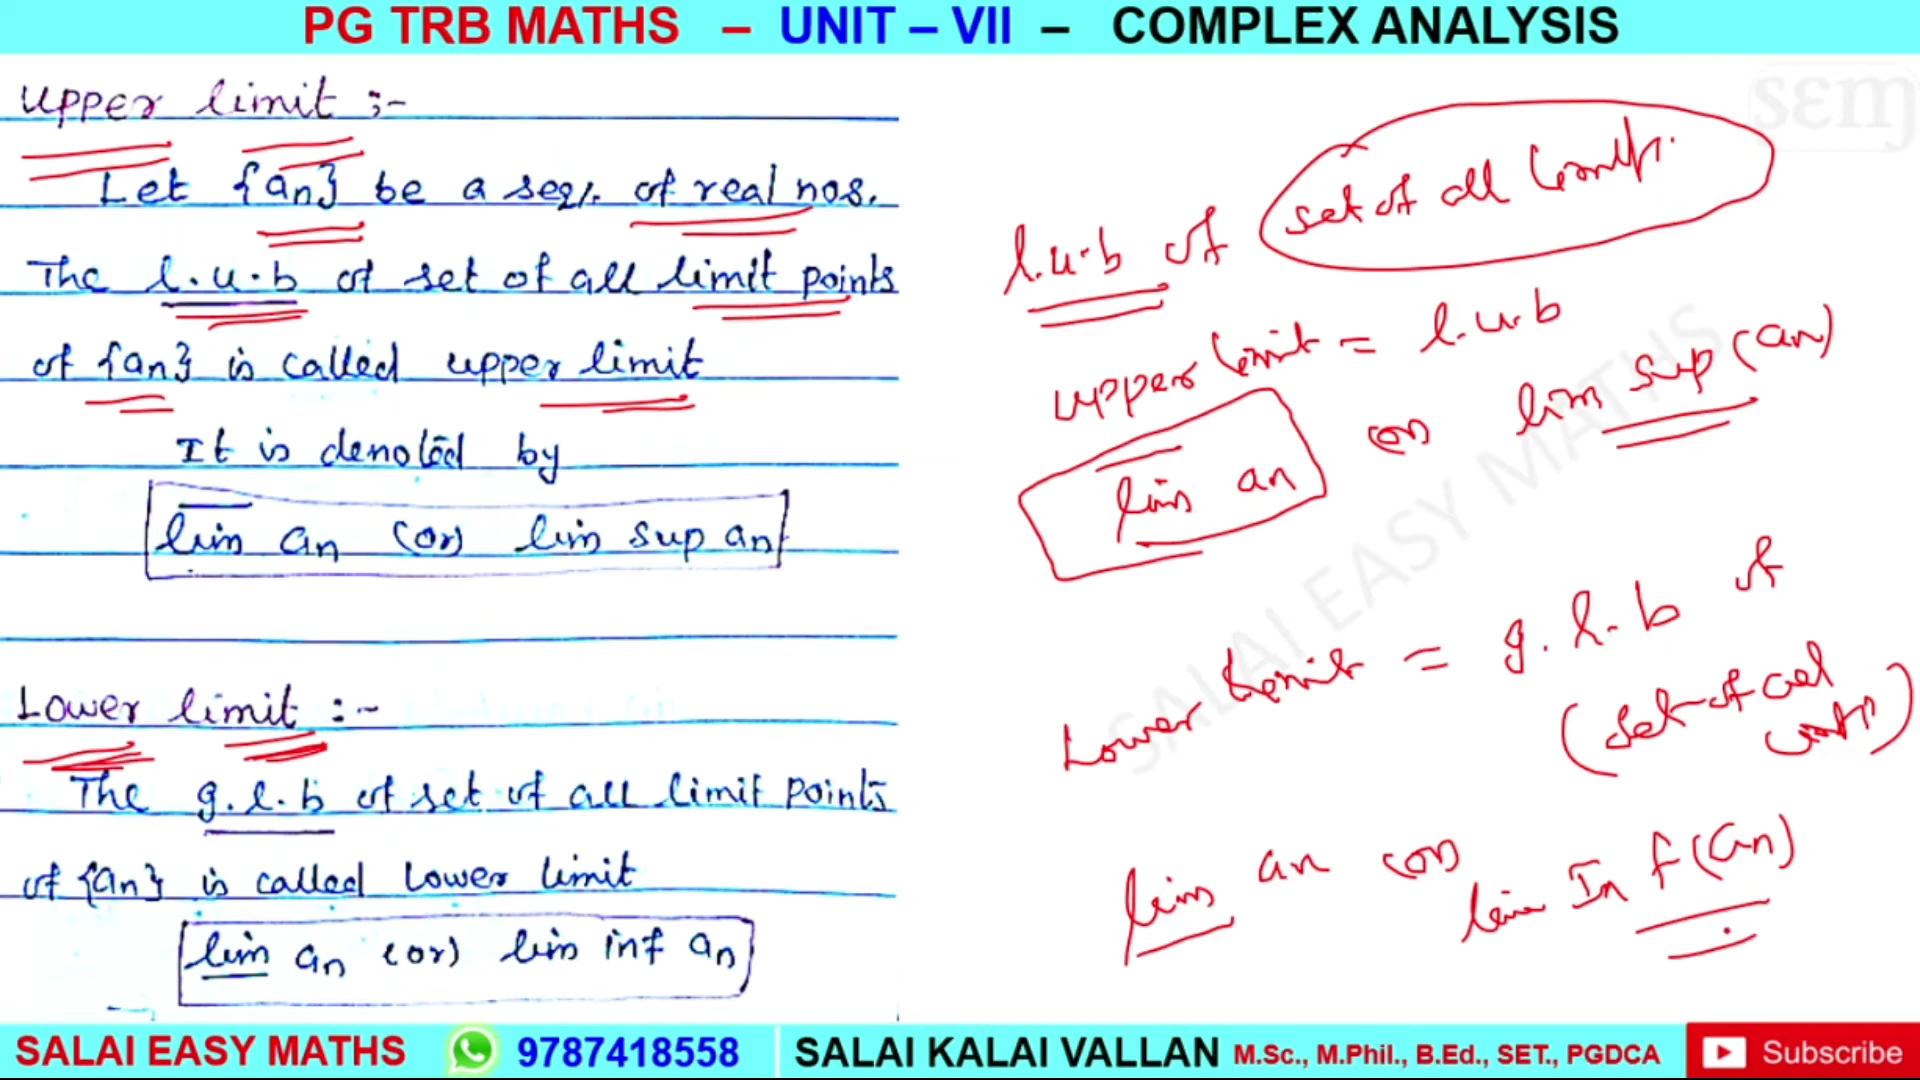 PG TRB MATHS – UNIT – VII – COMPLEX ANALYSIS
Upper limit :-
Let {an} be a seq/. of real nos.
The l.u.b of set of all limit points
of {an} is called upper limit
It is denoted by
lim an (or) lim sup an
Lower limit :-
The g.l.b of set of all limit points
of {an} is called Lower limit
lim an (or) lim inf an
sem
l.u.b of set of all limit
upper limit = l.u.b
lim an (or) lim sup (an)
Lower limit = g.l.b of
(set of all
lim an (or) lim Inf (an)
SALAI EASY MATHS
SALAI EASY MATHS 9787418558 SALAI KALAI VALLAN M.Sc., M.Phil., B.Ed., SET., PGDCA Subscribe